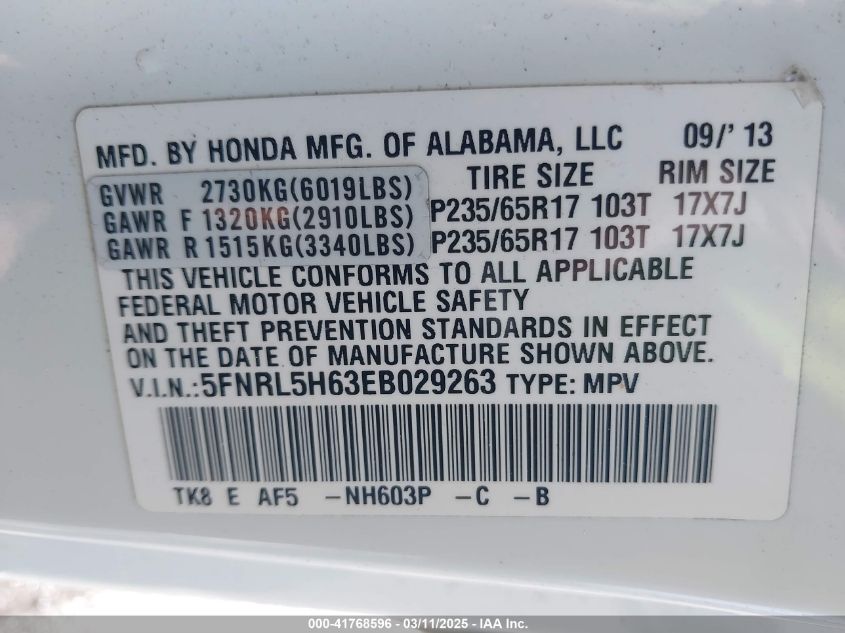 MFD. BY HONDA MFG. OF ALABAMA, LLC 09/' 13
TIRE SIZE RIM SIZE
GVWR 2730KG(6019LBS)
GAWR F 1320KG(2910LBS) P235/65R17 103T 17X7J
GAWR R 1515KG(3340LBS) P235/65R17 103T 17X7J
THIS VEHICLE CONFORMS TO ALL APPLICABLE
FEDERAL MOTOR VEHICLE SAFETY
AND THEFT PREVENTION STANDARDS IN EFFECT
ON THE DATE OF MANUFACTURE SHOWN ABOVE.
V.I.N.:5FNRL5H63EB029263 TYPE: MPV
TK8 E AF5 -NH603P -C -B
000-41768596 - 03/11/2025 - IAA Inc.